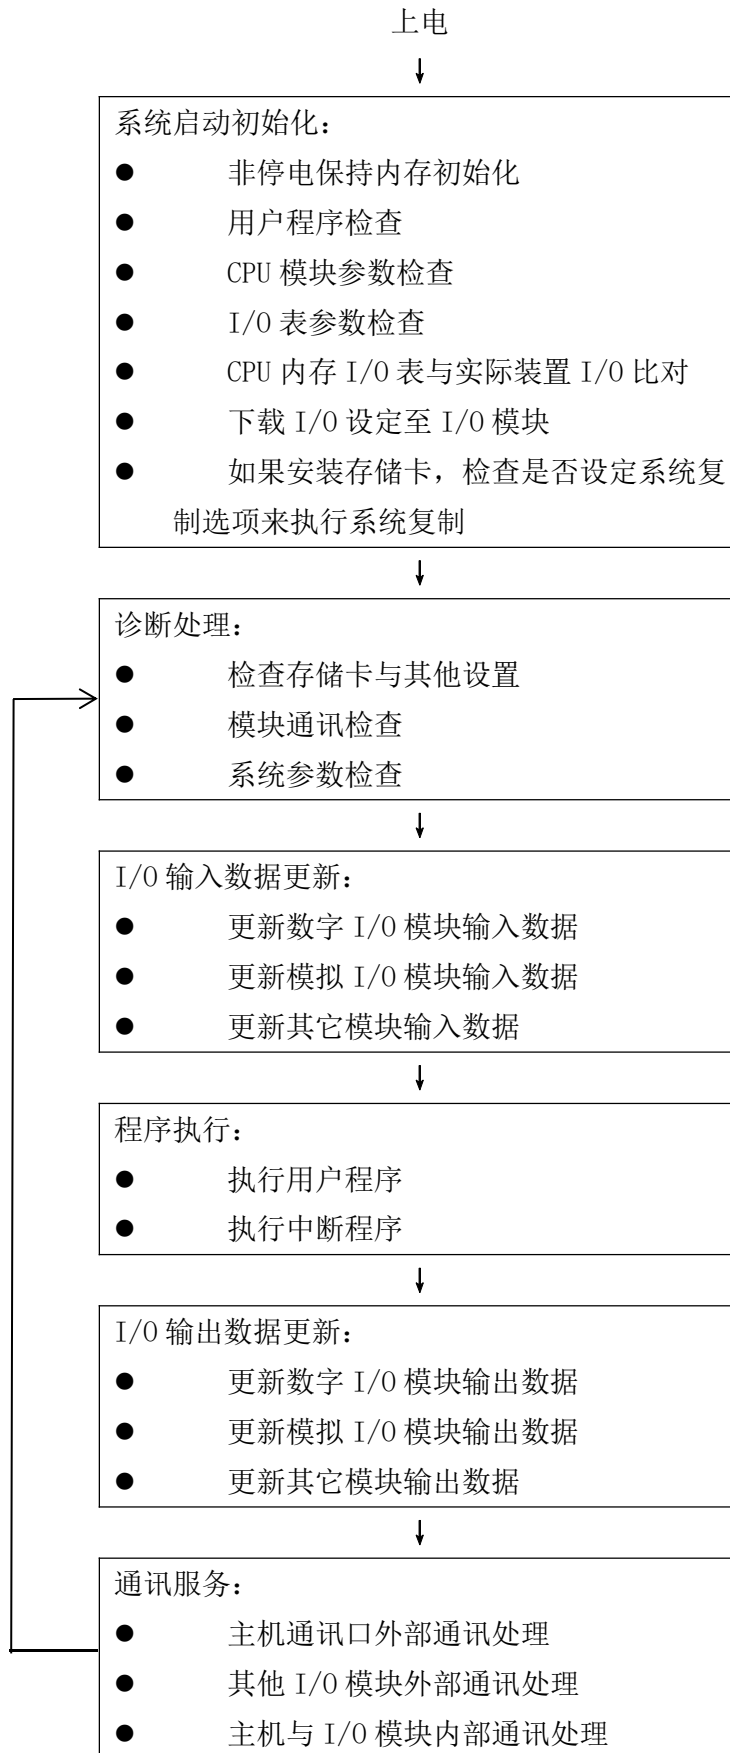 上电
系统启动初始化：
● 非停电保持内存初始化
● 用户程序检查
● CPU 模块参数检查
● I/O 表参数检查
● CPU 内存 I/O 表与实际装置 I/O 比对
● 下载 I/O 设定至 I/O 模块
● 如果安装存储卡，检查是否设定系统复
制选项来执行系统复制
诊断处理：
● 检查存储卡与其他设置
● 模块通讯检查
● 系统参数检查
I/O 输入数据更新：
● 更新数字 I/O 模块输入数据
● 更新模拟 I/O 模块输入数据
● 更新其它模块输入数据
程序执行：
● 执行用户程序
● 执行中断程序
I/O 输出数据更新：
● 更新数字 I/O 模块输出数据
● 更新模拟 I/O 模块输出数据
● 更新其它模块输出数据
通讯服务：
● 主机通讯口外部通讯处理
● 其他 I/O 模块外部通讯处理
● 主机与 I/O 模块内部通讯处理